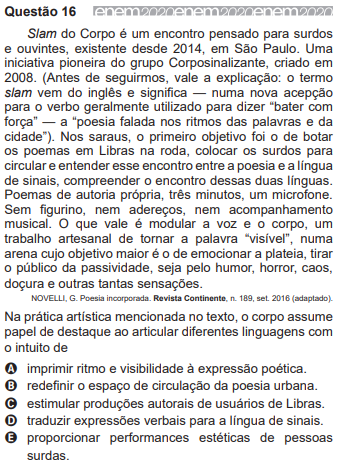 Questão 16 enem2020enem2020enem2020
Slam do Corpo é um encontro pensado para surdos
e ouvintes, existente desde 2014, em São Paulo. Uma
iniciativa pioneira do grupo Corposinalizante, criado em
2008. (Antes de seguirmos, vale a explicação: o termo
slam vem do inglês e significa — numa nova acepção
para o verbo geralmente utilizado para dizer “bater com
força” — a “poesia falada nos ritmos das palavras e da
cidade”). Nos saraus, o primeiro objetivo foi o de botar
os poemas em Libras na roda, colocar os surdos para
circular e entender esse encontro entre a poesia e a língua
de sinais, compreender o encontro dessas duas línguas.
Poemas de autoria própria, três minutos, um microfone.
Sem figurino, nem adereços, nem acompanhamento
musical. O que vale é modular a voz e o corpo, um
trabalho artesanal de tornar a palavra “visível”, numa
arena cujo objetivo maior é o de emocionar a plateia, tirar
o público da passividade, seja pelo humor, horror, caos,
doçura e outras tantas sensações.
NOVELLI, G. Poesia incorporada. Revista Continente, n. 189, set. 2016 (adaptado).
Na prática artística mencionada no texto, o corpo assume
papel de destaque ao articular diferentes linguagens com
o intuito de
A imprimir ritmo e visibilidade à expressão poética.
B redefinir o espaço de circulação da poesia urbana.
C estimular produções autorais de usuários de Libras.
D traduzir expressões verbais para a língua de sinais.
E proporcionar performances estéticas de pessoas
surdas.